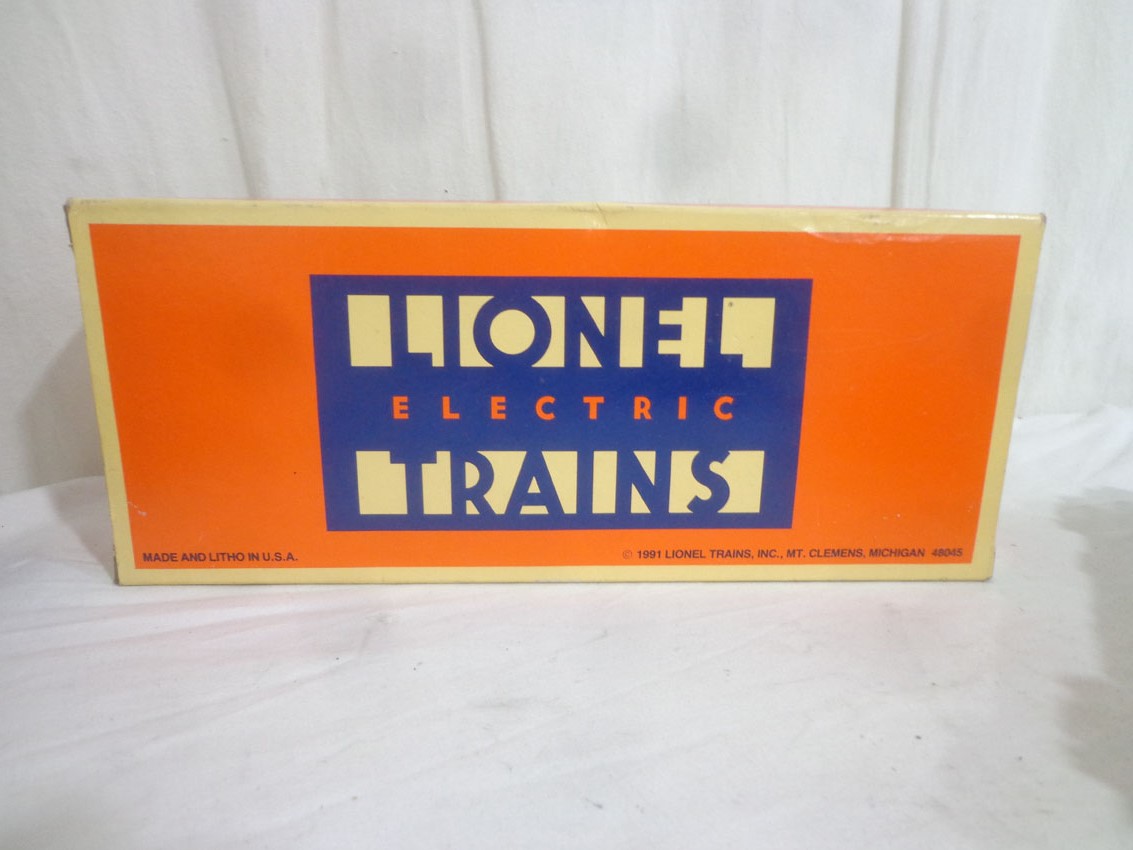 LIONEL
ELECTRIC
TRAINS
MADE AND LITHO IN U.S.A.
© 1991 LIONEL TRAINS, INC., MT. CLEMENS, MICHIGAN 48045